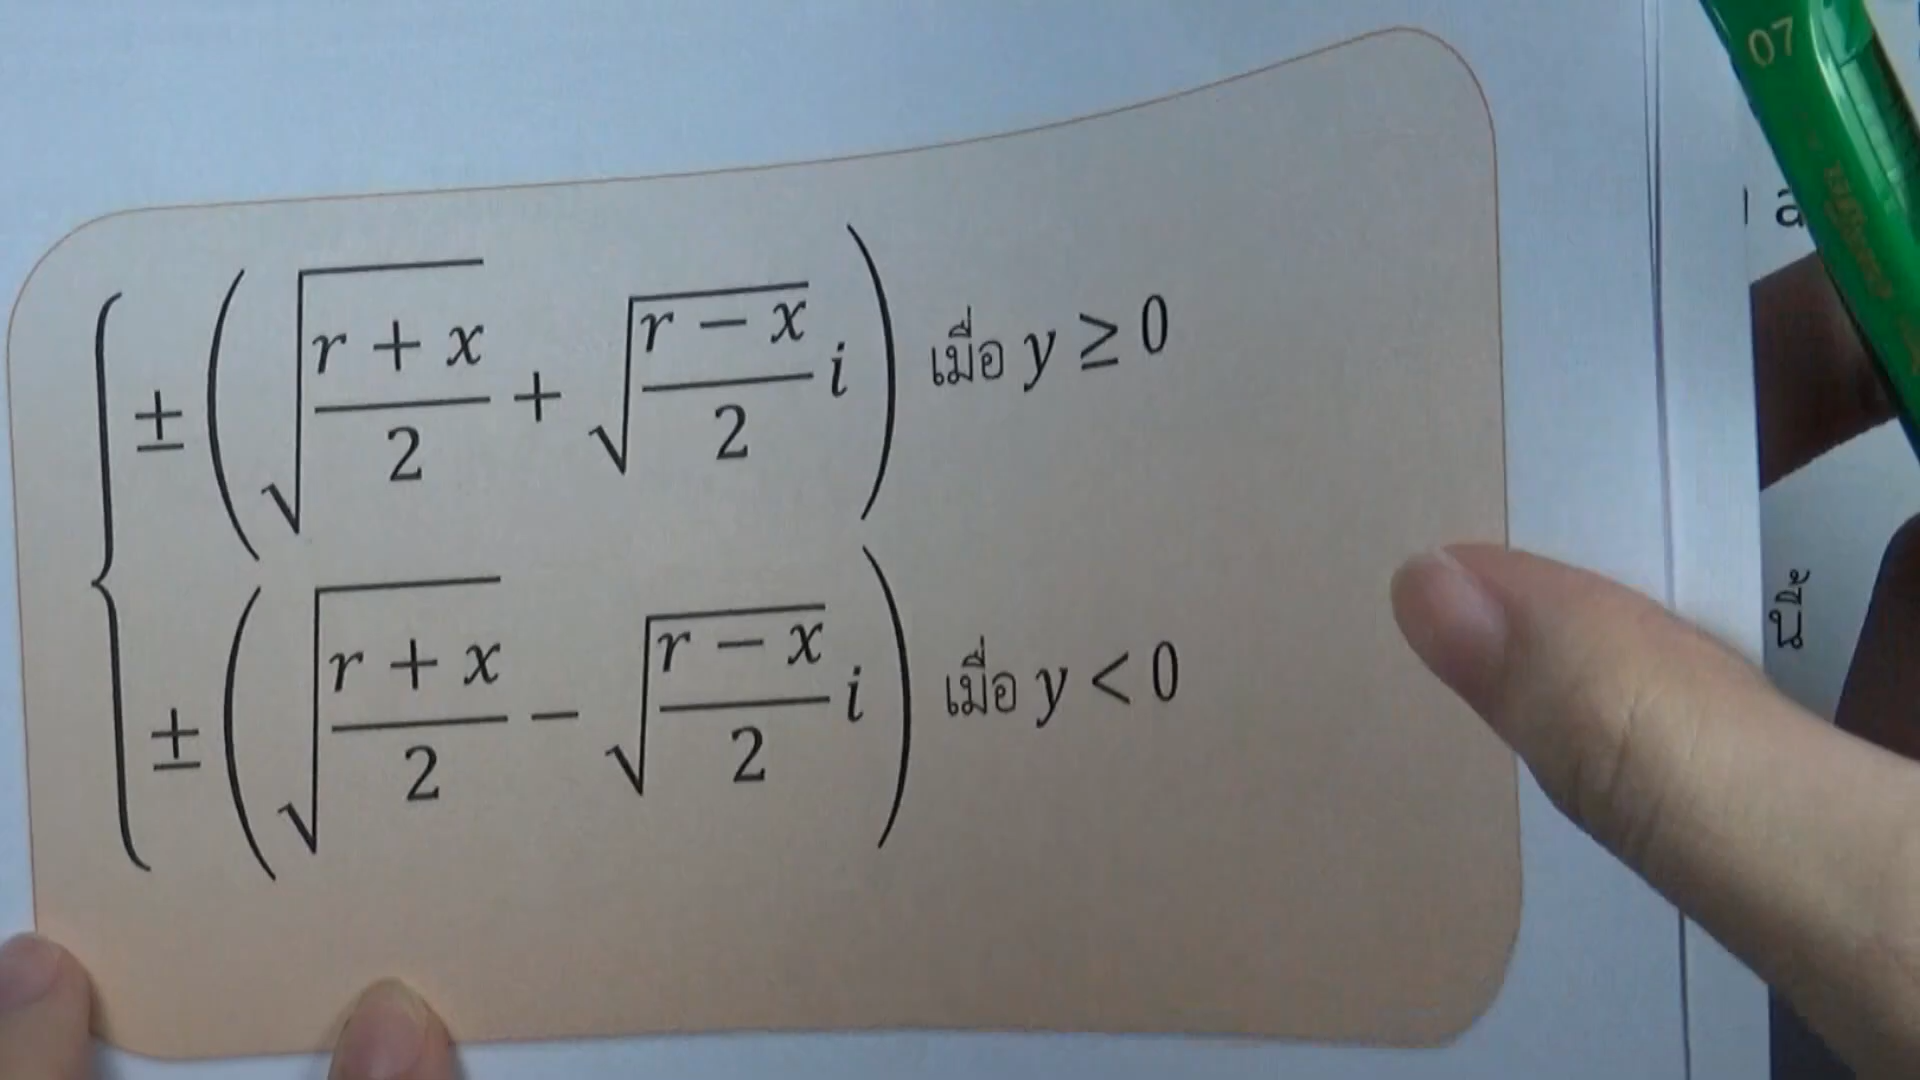 07
± ( √((r + x)/2) + √((r − x)/2) i ) เมื่อ y ≥ 0
± ( √((r + x)/2) − √((r − x)/2) i ) เมื่อ y < 0